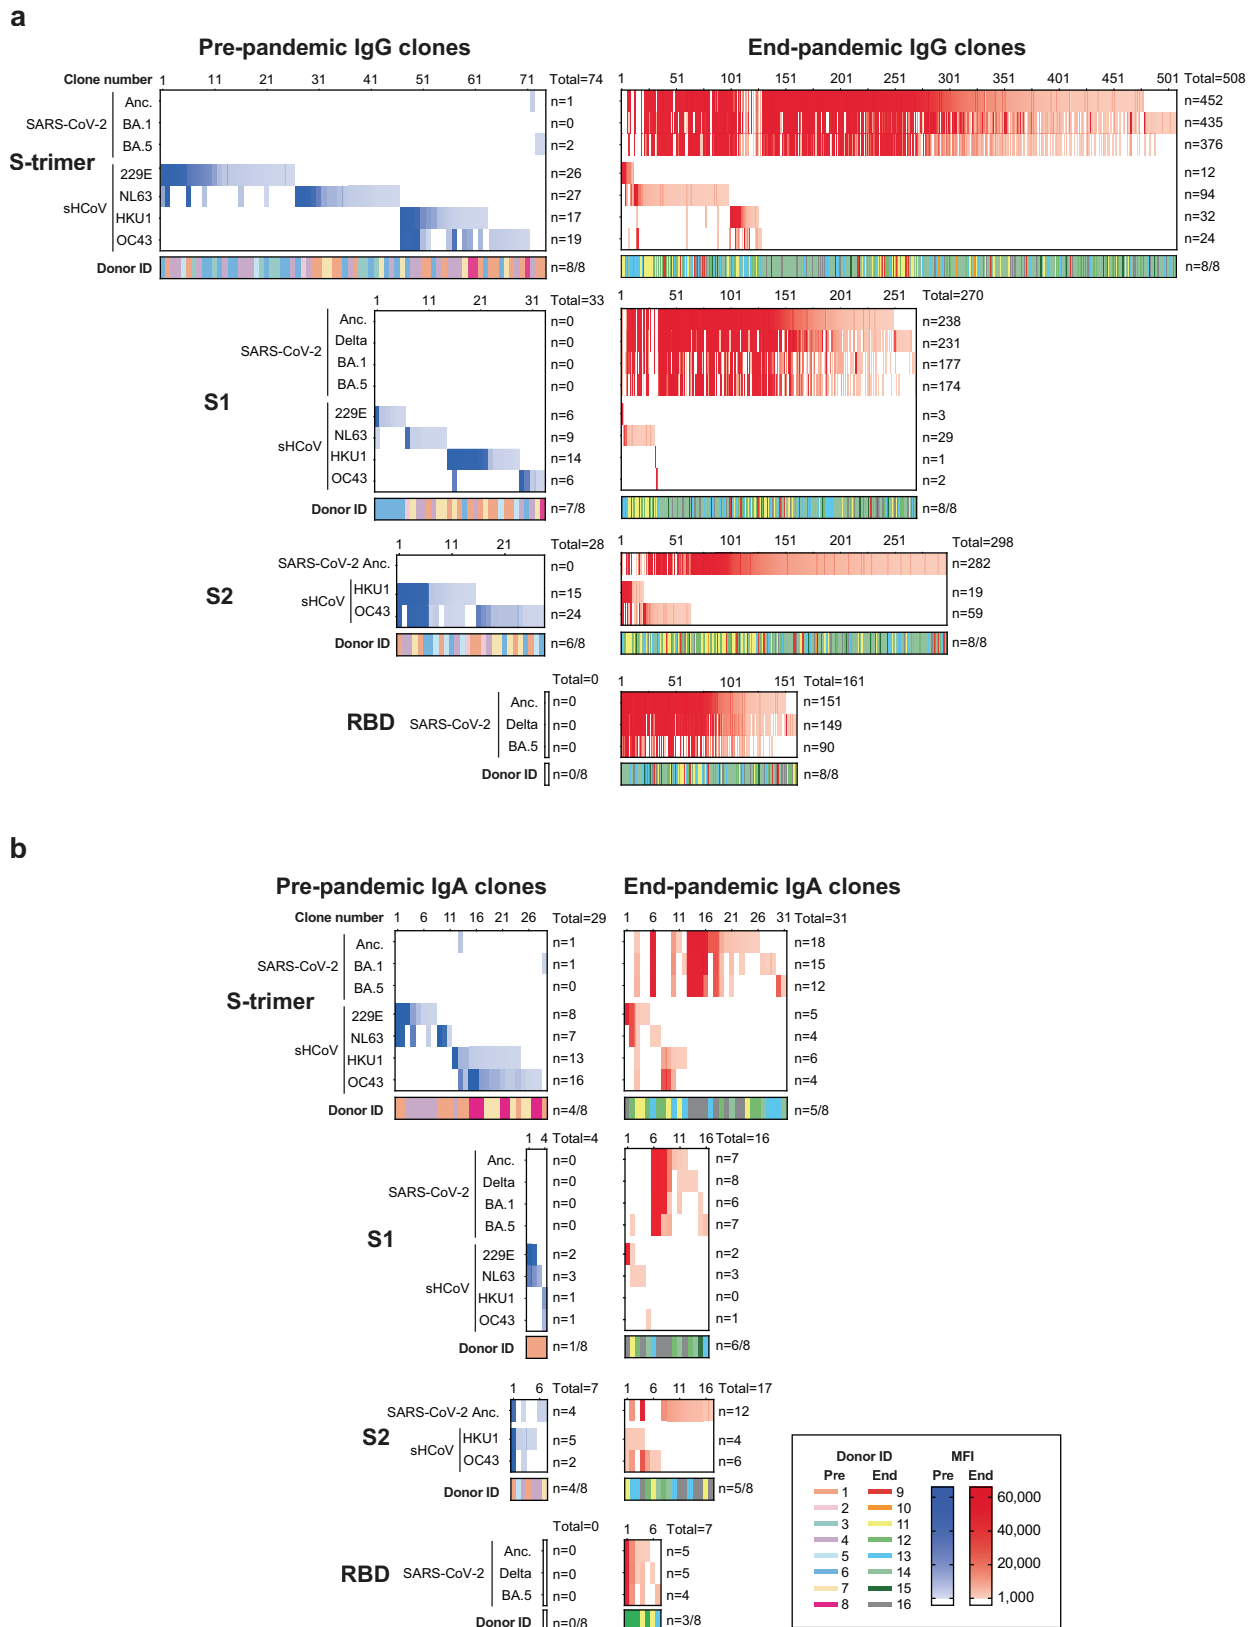 a
Pre-pandemic IgG clones
End-pandemic IgG clones
Clone number 1 11 21 31 41 51 61 71 Total=74
1 51 101 151 201 251 301 351 401 451 501 Total=508
SARS-CoV-2
S-trimer
sHCoV
Anc. n=1 n=452
BA.1 n=0 n=435
BA.5 n=2 n=376
229E n=26 n=12
NL63 n=27 n=94
HKU1 n=17 n=32
OC43 n=19 n=24
Donor ID n=8/8 n=8/8
1 11 21 31 Total=33
1 51 101 151 201 251 Total=270
SARS-CoV-2
S1
sHCoV
Anc. n=0 n=238
Delta n=0 n=231
BA.1 n=0 n=177
BA.5 n=0 n=174
229E n=6 n=3
NL63 n=9 n=29
HKU1 n=14 n=1
OC43 n=6 n=2
Donor ID n=7/8 n=8/8
1 11 21 Total=28
1 51 101 151 201 251 Total=298
S2
SARS-CoV-2 Anc. n=0 n=282
sHCoV
HKU1 n=15 n=19
OC43 n=24 n=59
Donor ID n=6/8 n=8/8
Total=0
1 51 101 151 Total=161
RBD
SARS-CoV-2
Anc. n=0 n=151
Delta n=0 n=149
BA.5 n=0 n=90
Donor ID n=0/8 n=8/8
b
Pre-pandemic IgA clones
End-pandemic IgA clones
Clone number 1 6 11 16 21 26 Total=29
1 6 11 16 21 26 31 Total=31
SARS-CoV-2
S-trimer
sHCoV
Anc. n=1 n=18
BA.1 n=1 n=15
BA.5 n=0 n=12
229E n=8 n=5
NL63 n=7 n=4
HKU1 n=13 n=6
OC43 n=16 n=4
Donor ID n=4/8 n=5/8
1 4 Total=4
1 6 11 16 Total=16
SARS-CoV-2
S1
sHCoV
Anc. n=0 n=7
Delta n=0 n=8
BA.1 n=0 n=6
BA.5 n=0 n=7
229E n=2 n=2
NL63 n=3 n=3
HKU1 n=1 n=0
OC43 n=1 n=1
Donor ID n=1/8 n=6/8
1 6 Total=7
1 6 11 16 Total=17
S2
SARS-CoV-2 Anc. n=4 n=12
sHCoV
HKU1 n=5 n=4
OC43 n=2 n=6
Donor ID n=4/8 n=5/8
Total=0
1 6 Total=7
RBD
SARS-CoV-2
Anc. n=0 n=5
Delta n=0 n=5
BA.5 n=0 n=4
Donor ID n=0/8 n=3/8
Donor ID MFI
Pre End Pre End
1 9
2 10
3 11
4 12
5 13
6 14
7 15
8 16
60,000
40,000
20,000
1,000